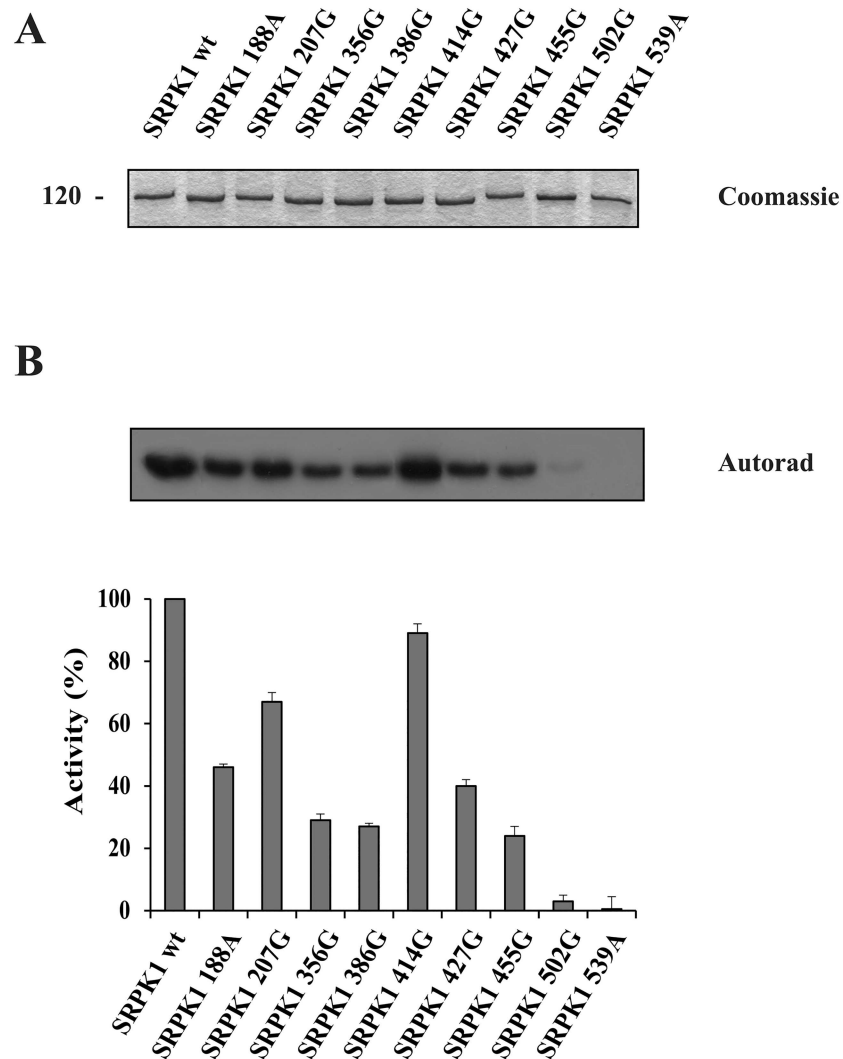 A
SRPK1 wt
SRPK1 188A
SRPK1 207G
SRPK1 356G
SRPK1 386G
SRPK1 414G
SRPK1 427G
SRPK1 455G
SRPK1 502G
SRPK1 539A
120 -
Coomassie
B
Autorad
Activity (%)
100
80
60
40
20
0
SRPK1 wt
SRPK1 188A
SRPK1 207G
SRPK1 356G
SRPK1 386G
SRPK1 414G
SRPK1 427G
SRPK1 455G
SRPK1 502G
SRPK1 539A